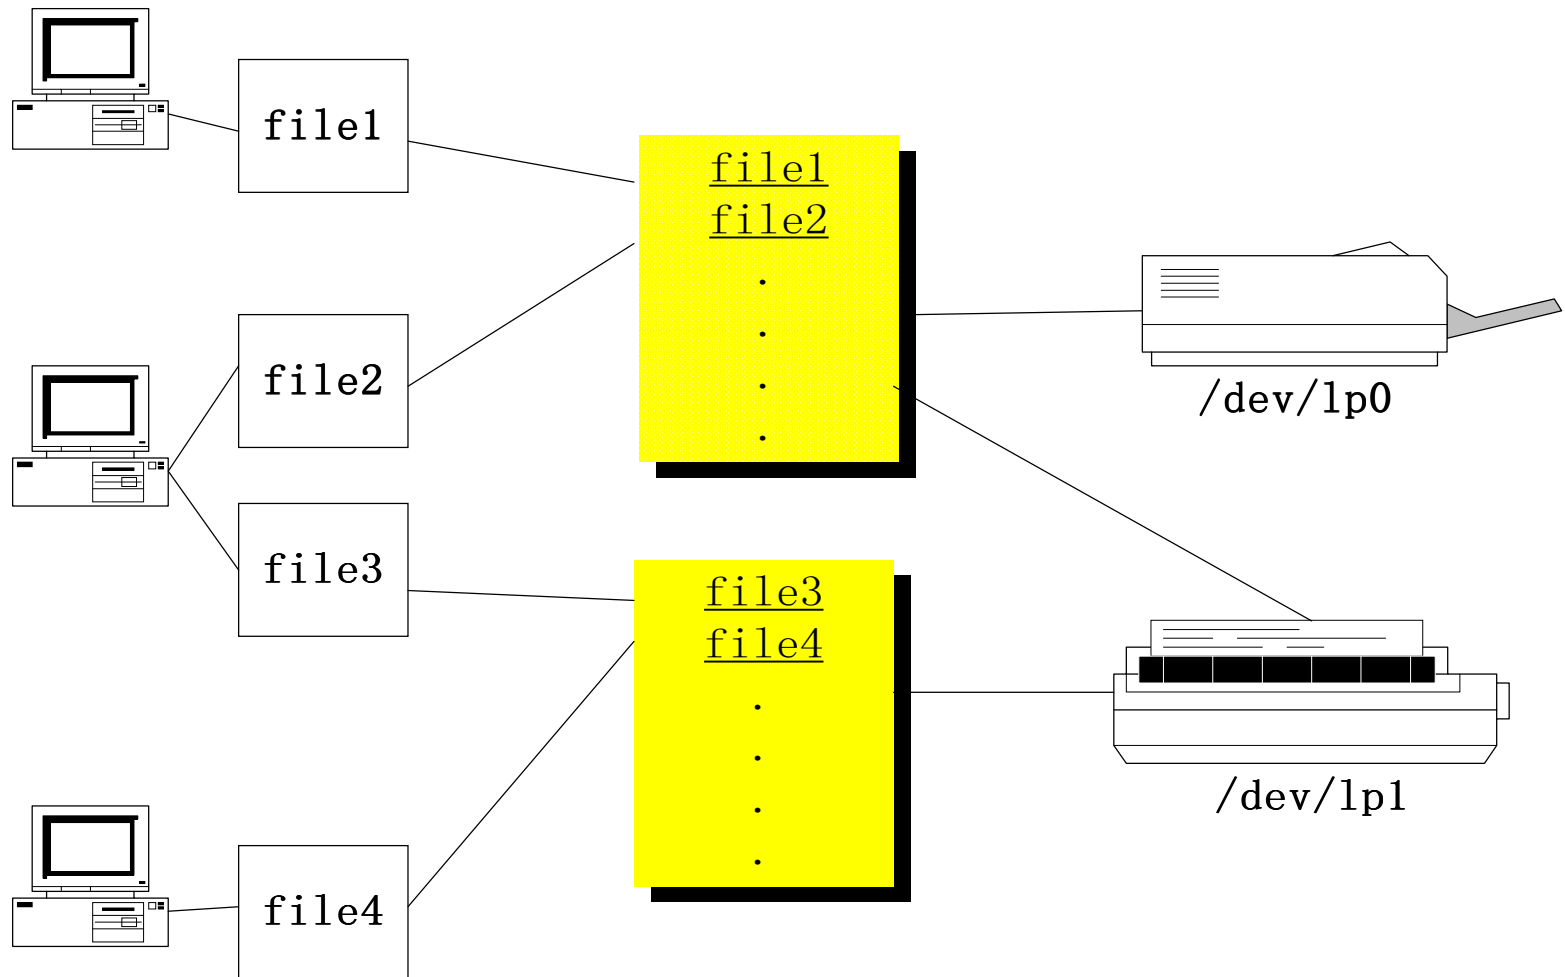 file1
file2
file3
file4
file1
file2
.
.
.
.
file3
file4
.
.
.
.
/dev/lp0
/dev/lp1